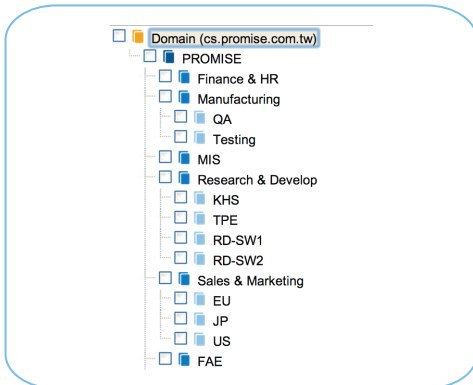 Domain (cs.promise.com.tw)
PROMISE
Finance & HR
Manufacturing
QA
Testing
MIS
Research & Develop
KHS
TPE
RD-SW1
RD-SW2
Sales & Marketing
EU
JP
US
FAE